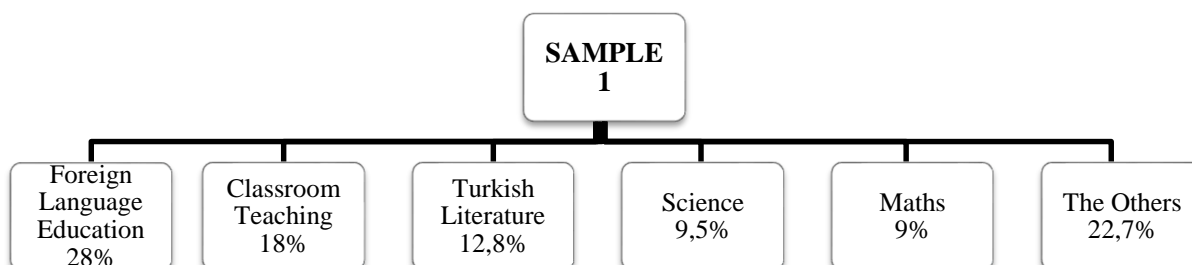 SAMPLE
1
Foreign
Language
Education
28%
Classroom
Teaching
18%
Turkish
Literature
12,8%
Science
9,5%
Maths
9%
The Others
22,7%